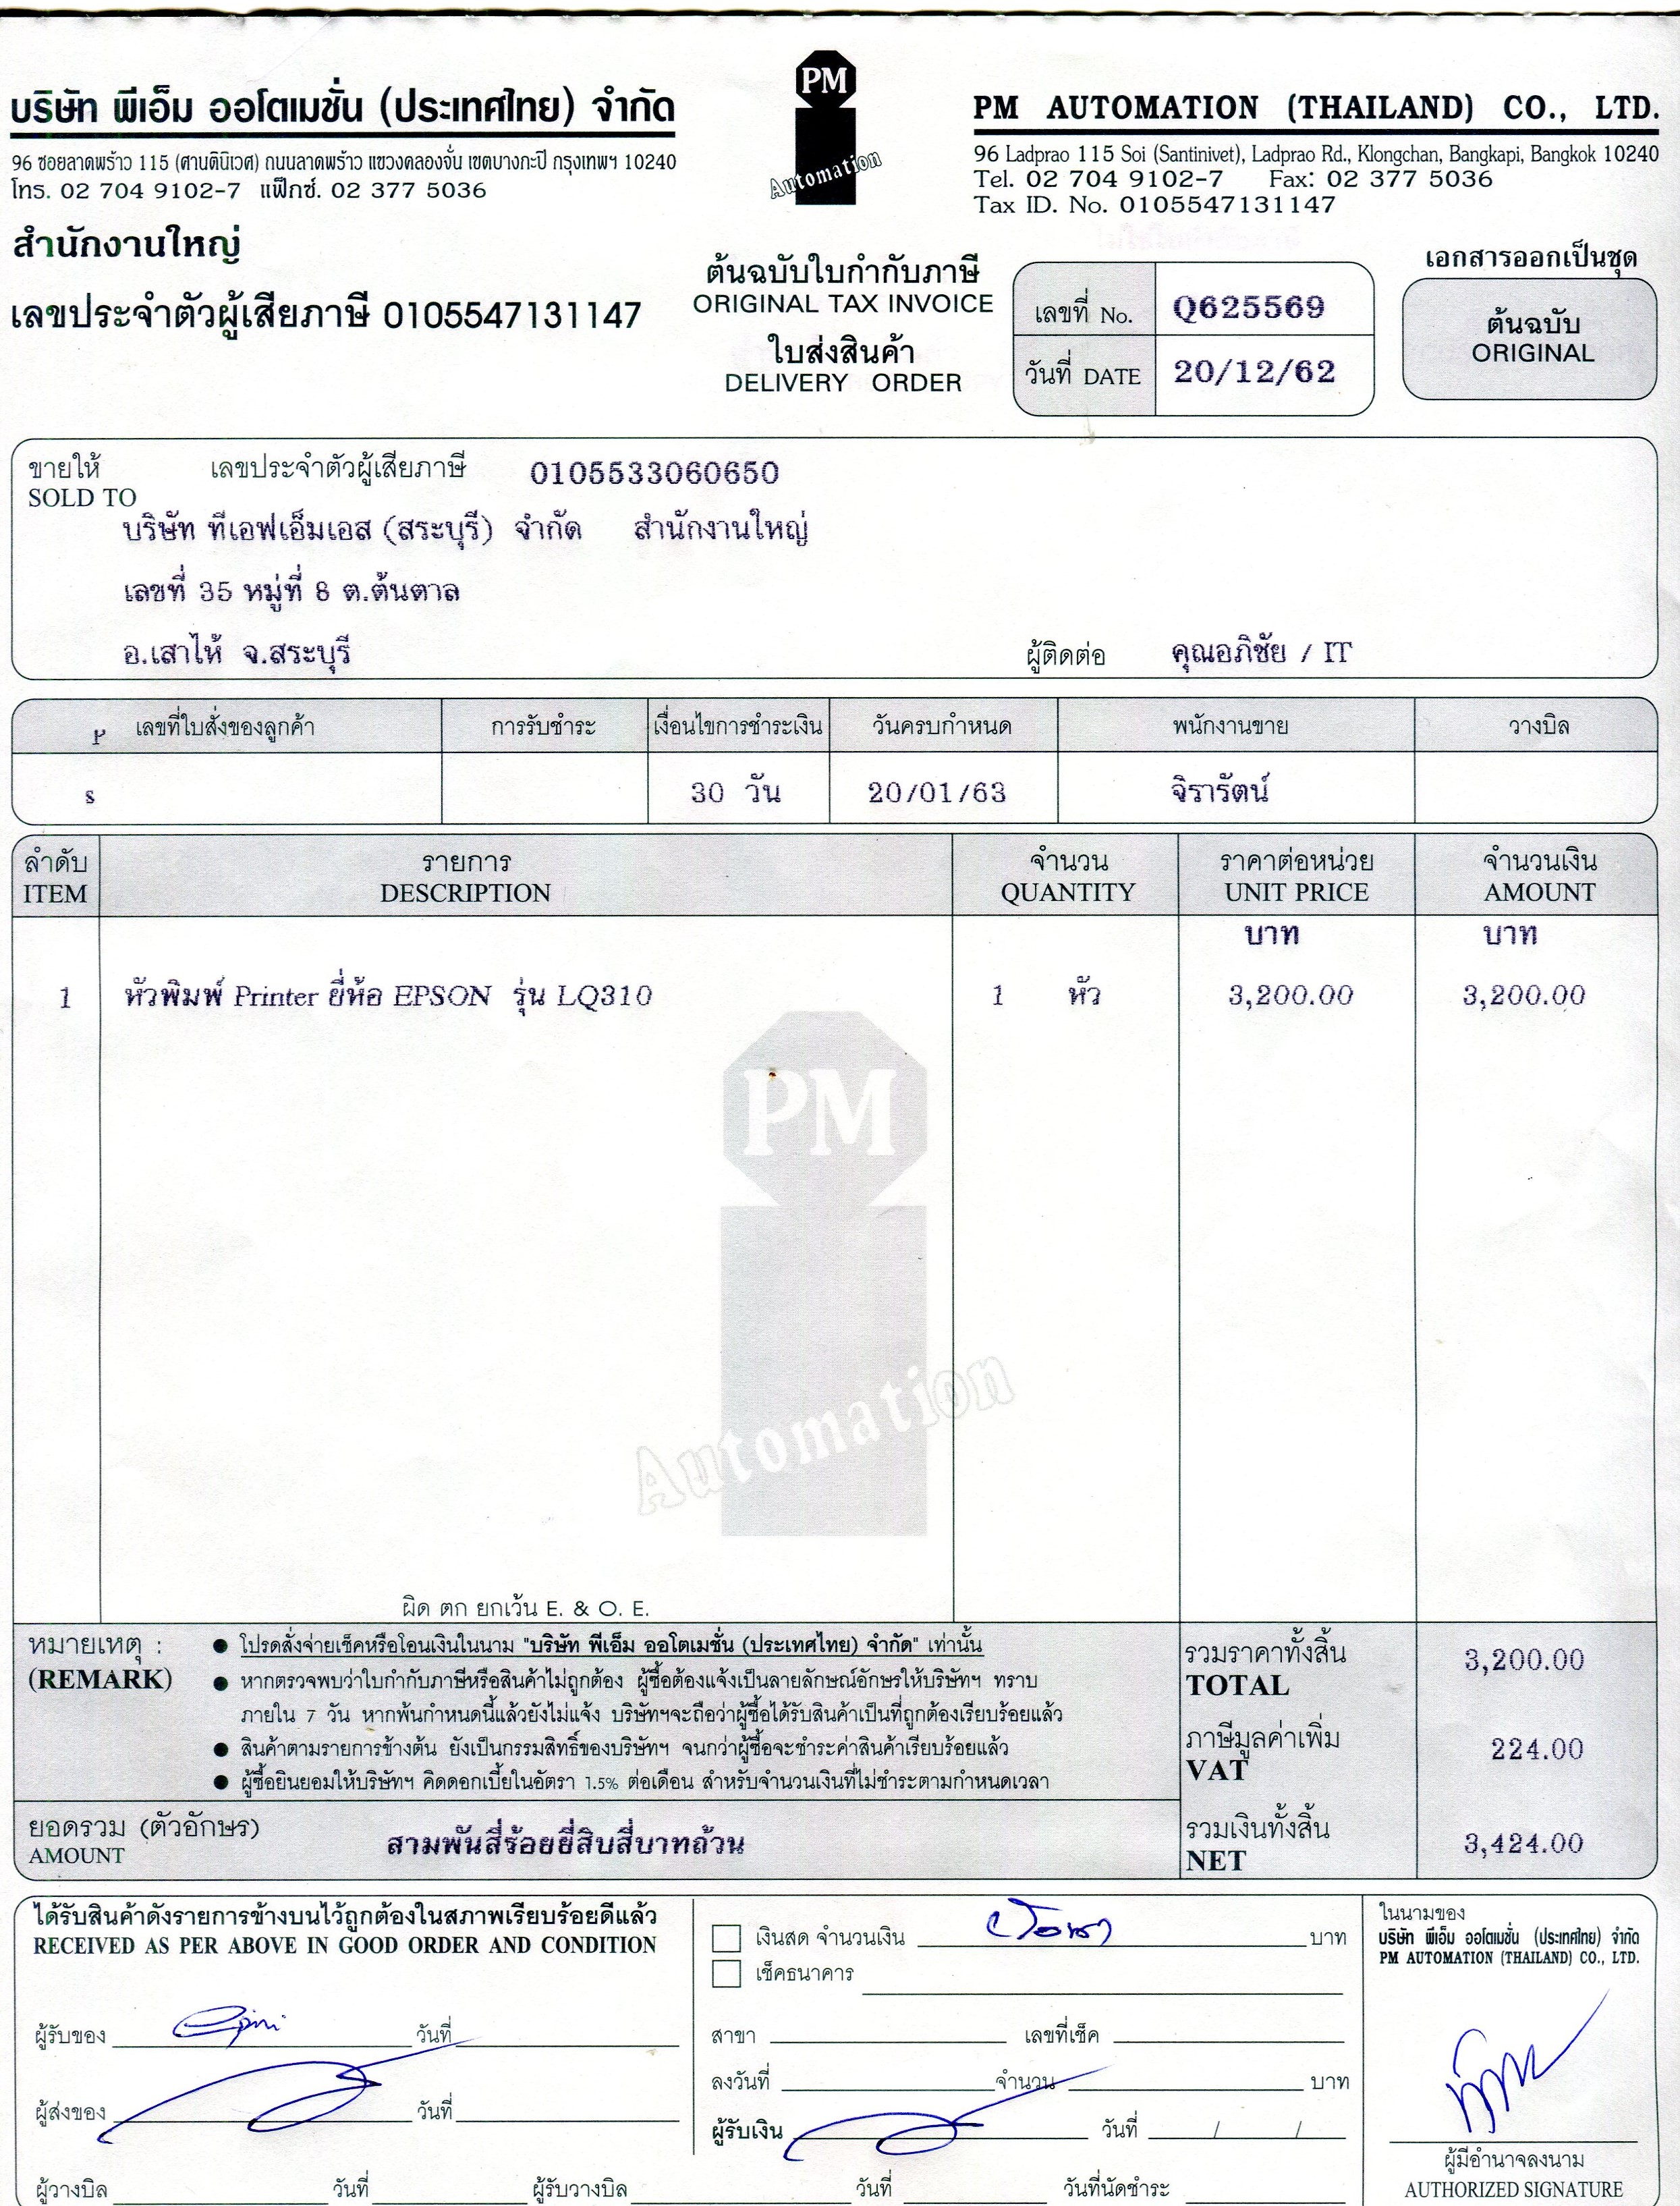 บริษัท พีเอ็ม ออโตเมชั่น (ประเทศไทย) จำกัด
96 ซอยลาดพร้าว 115 (ศานตินิเวศ) ถนนลาดพร้าว แขวงคลองจั่น เขตบางกะปิ กรุงเทพฯ 10240
โทร. 02 704 9102-7 แฟ็กซ์. 02 377 5036
PM
Automation
PM AUTOMATION (THAILAND) CO., LTD.
96 Ladprao 115 Soi (Santinivet), Ladprao Rd., Klongchan, Bangkapi, Bangkok 10240
Tel. 02 704 9102-7 Fax: 02 377 5036
Tax ID. No. 0105547131147
สำนักงานใหญ่
เลขประจำตัวผู้เสียภาษี 0105547131147
ต้นฉบับใบกำกับภาษี
ORIGINAL TAX INVOICE
ใบส่งสินค้า
DELIVERY ORDER
เลขที่ No. Q625569
วันที่ DATE 20/12/62
เอกสารออกเป็นชุด
ต้นฉบับ
ORIGINAL
ขายให้ เลขประจำตัวผู้เสียภาษี 0105533060650
SOLD TO
บริษัท ทีเอฟเอ็มเอส (สระบุรี) จำกัด สำนักงานใหญ่
เลขที่ 35 หมู่ที่ 8 ต.ต้นตาล
อ.เสาไห้ จ.สระบุรี ผู้ติดต่อ คุณอภิชัย / IT
P เลขที่ใบสั่งของลูกค้า การรับชำระ เงื่อนไขการชำระเงิน วันครบกำหนด พนักงานขาย วางบิล
s 30 วัน 20/01/63 จิรารัตน์
ลำดับ รายการ จำนวน ราคาต่อหน่วย จำนวนเงิน
ITEM DESCRIPTION QUANTITY UNIT PRICE AMOUNT
บาท บาท
1 หัวพิมพ์ Printer ยี่ห้อ EPSON รุ่น LQ310 1 หัว 3,200.00 3,200.00
PM
Automation
ผิด ตก ยกเว้น E. & O. E.
หมายเหตุ :
(REMARK)
● โปรดสั่งจ่ายเช็คหรือโอนเงินในนาม "บริษัท พีเอ็ม ออโตเมชั่น (ประเทศไทย) จำกัด" เท่านั้น
● หากตรวจพบว่าใบกำกับภาษีหรือสินค้าไม่ถูกต้อง ผู้ซื้อต้องแจ้งเป็นลายลักษณ์อักษรให้บริษัทฯ ทราบ
ภายใน 7 วัน หากพ้นกำหนดนี้แล้วยังไม่แจ้ง บริษัทฯจะถือว่าผู้ซื้อได้รับสินค้าเป็นที่ถูกต้องเรียบร้อยแล้ว
● สินค้าตามรายการข้างต้น ยังเป็นกรรมสิทธิ์ของบริษัทฯ จนกว่าผู้ซื้อจะชำระค่าสินค้าเรียบร้อยแล้ว
● ผู้ซื้อยินยอมให้บริษัทฯ คิดดอกเบี้ยในอัตรา 1.5% ต่อเดือน สำหรับจำนวนเงินที่ไม่ชำระตามกำหนดเวลา
รวมราคาทั้งสิ้น 3,200.00
TOTAL
ภาษีมูลค่าเพิ่ม 224.00
VAT
รวมเงินทั้งสิ้น 3,424.00
NET
ยอดรวม (ตัวอักษร) สามพันสี่ร้อยยี่สิบสี่บาทถ้วน
AMOUNT
ได้รับสินค้าดังรายการข้างบนไว้ถูกต้องในสภาพเรียบร้อยดีแล้ว
RECEIVED AS PER ABOVE IN GOOD ORDER AND CONDITION
ผู้รับของ วันที่
ผู้ส่งของ วันที่
เงินสด จำนวนเงิน บาท
เช็คธนาคาร
สาขา เลขที่เช็ค
ลงวันที่ จำนวน บาท
ผู้รับเงิน วันที่ / /
ในนามของ
บริษัท พีเอ็ม ออโตเมชั่น (ประเทศไทย) จำกัด
PM AUTOMATION (THAILAND) CO., LTD.
ผู้มีอำนาจลงนาม
AUTHORIZED SIGNATURE
ผู้วางบิล วันที่ ผู้รับวางบิล วันที่ วันที่นัดชำระ